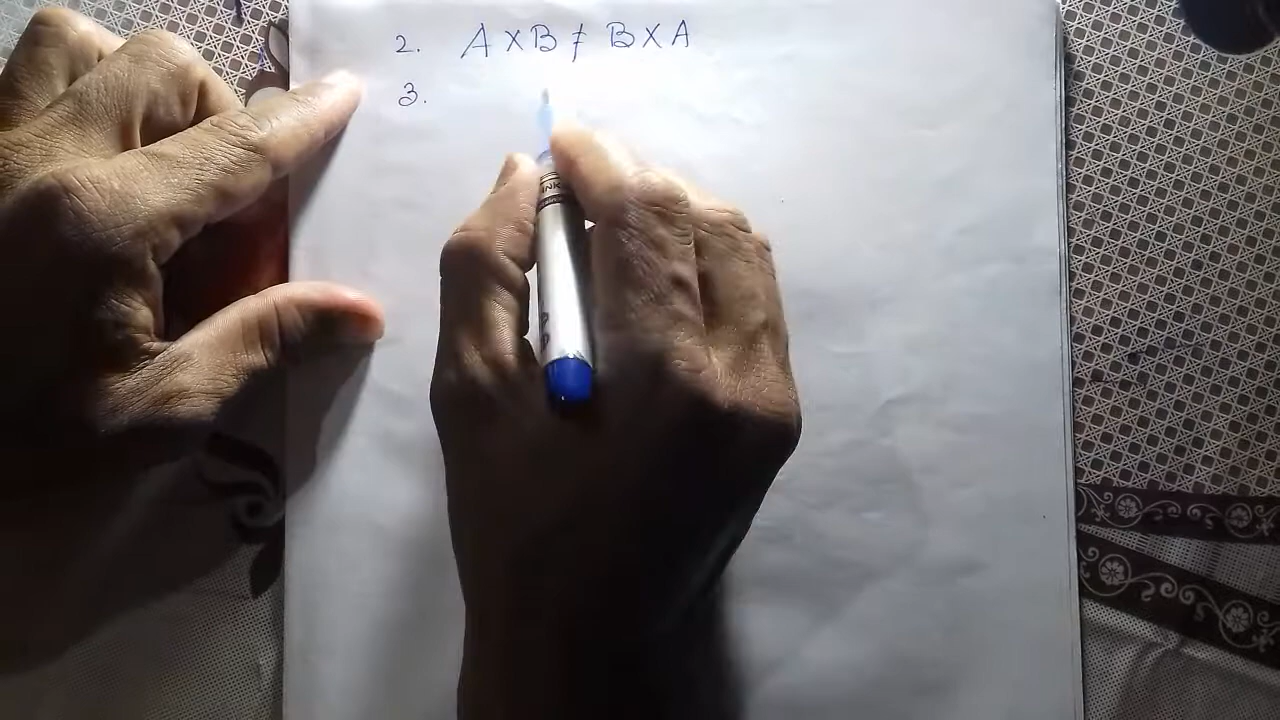 2. A × B ≠ B × A
3.